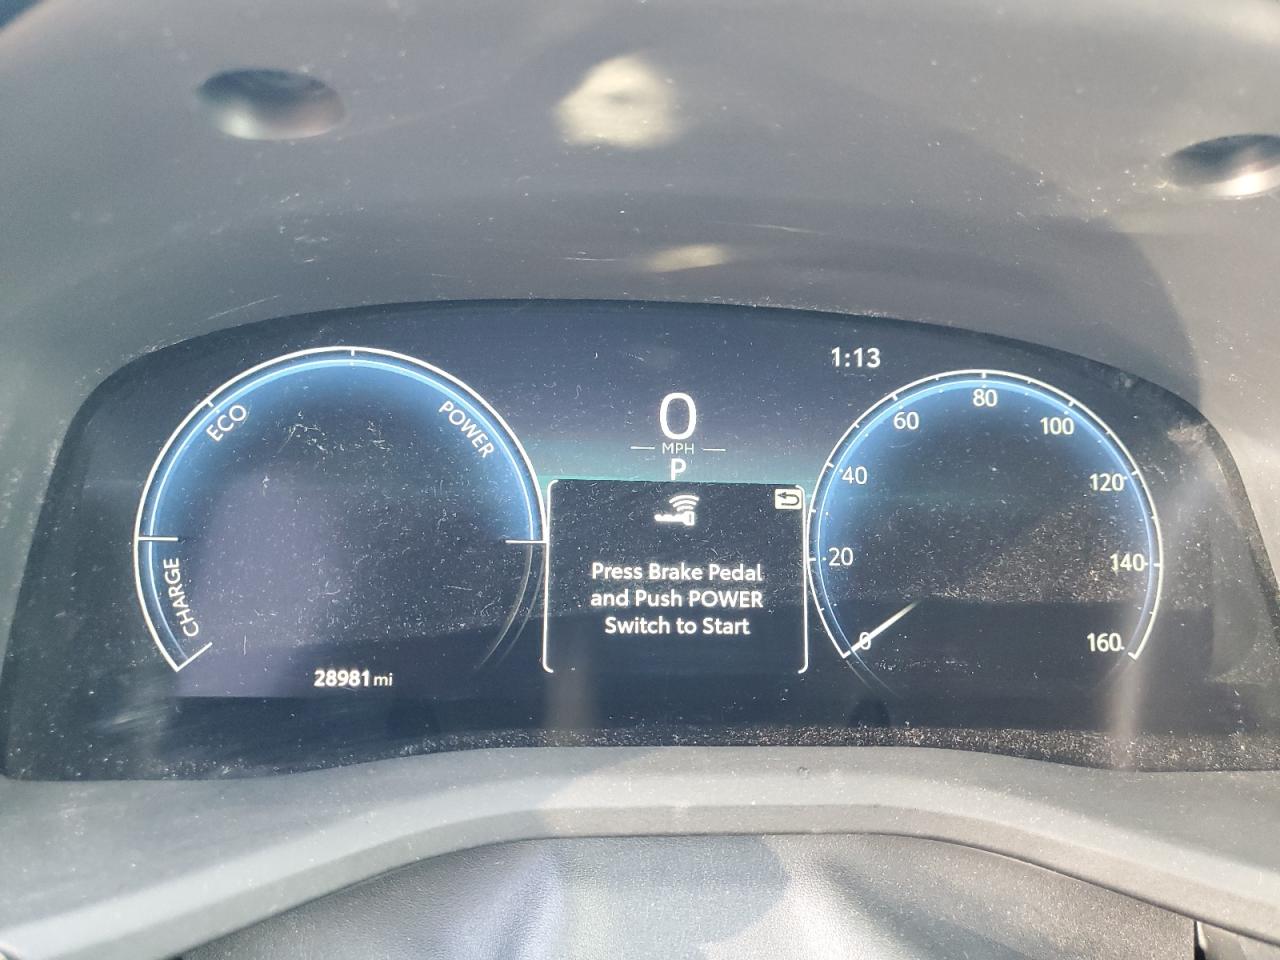 1:13
ECO
POWER
CHARGE
28981 mi
0
MPH
P
Press Brake Pedal
and Push POWER
Switch to Start
0
20
40
60
80
100
120
140
160